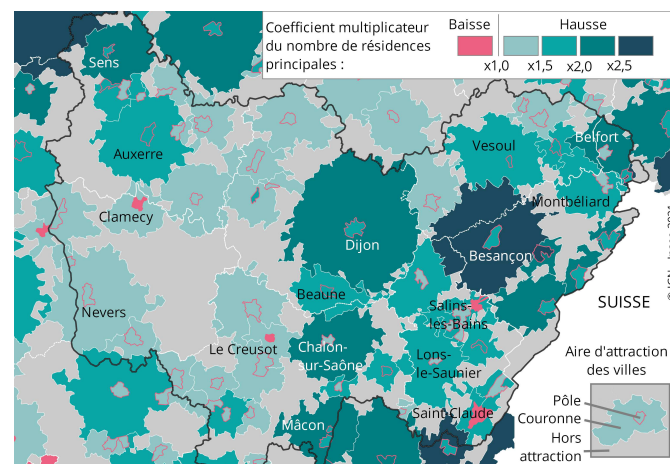 Coefficient multiplicateur
du nombre de résidences
principales :
Baisse
Hausse
x1,0
x1,5
x2,0
x2,5
Sens
Auxerre
Clamecy
Nevers
Vesoul
Belfort
Montbéliard
Besançon
Dijon
Beaune
Salins-
les-Bains
Le Creusot
Chalon-
sur-Saône
Lons-
le-Saunier
Saint-Claude
Mâcon
SUISSE
Aire d'attraction
des villes
Pôle
Couronne
Hors
attraction